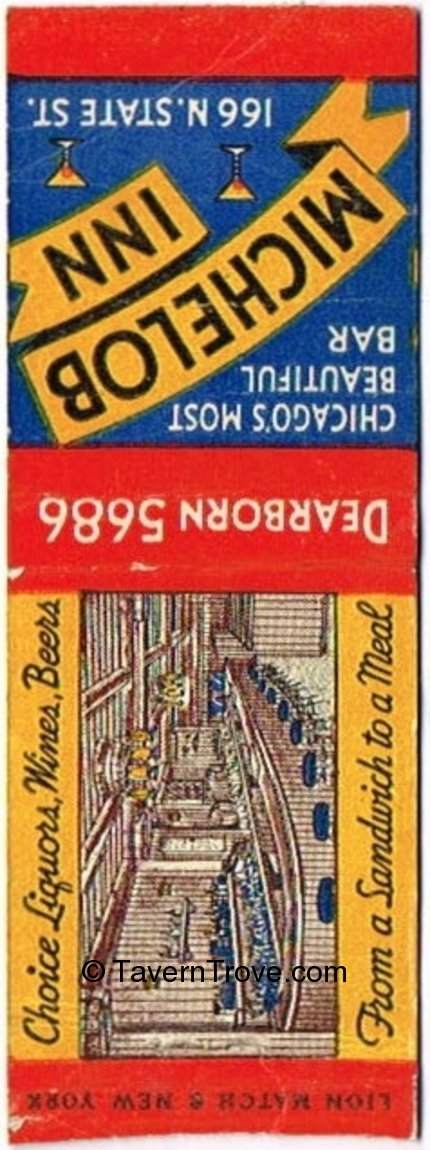 166 N. STATE ST.
MICHELOB
INN
CHICAGO'S MOST
BEAUTIFUL
BAR
DEARBORN 5686
Choice Liquors, Wines, Beers
From a Sandwich to a Meal
© TavernTrove.com
LION MATCH & NEW YORK